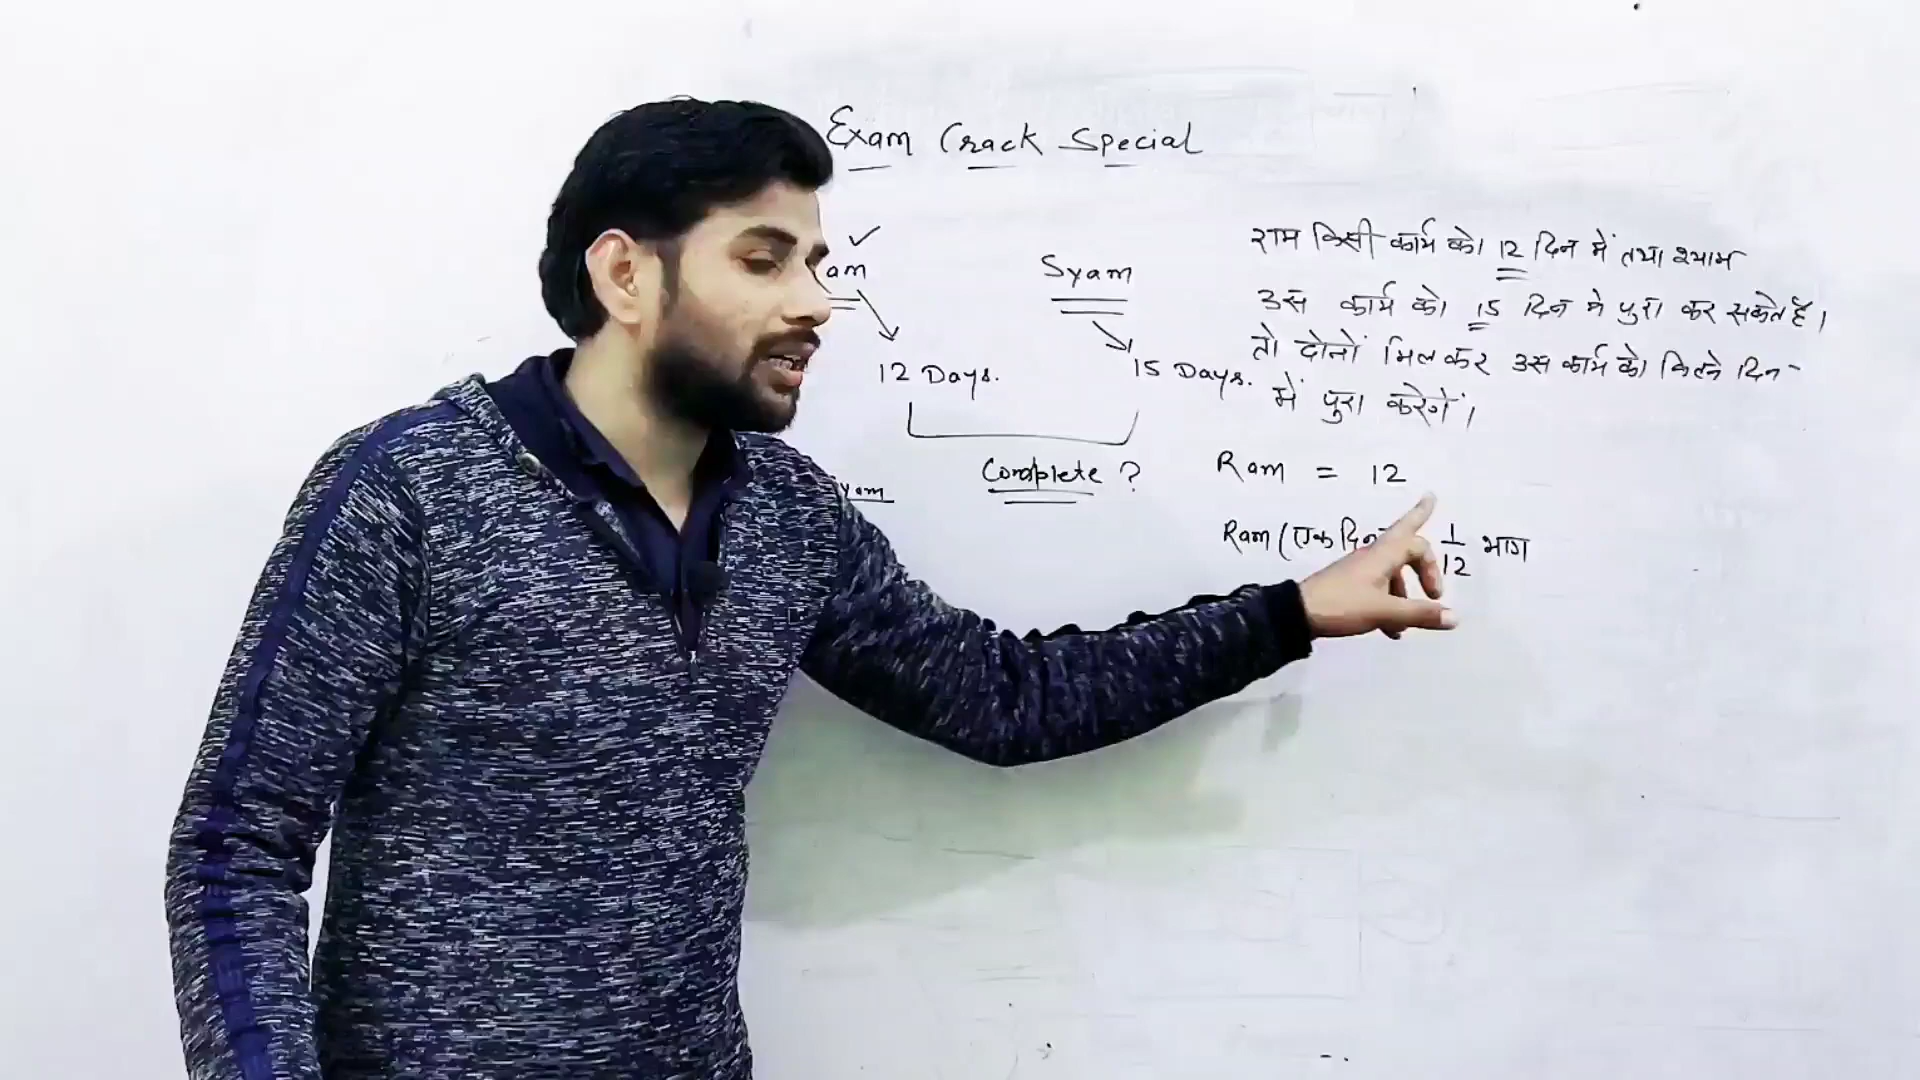 Exam Crack Special
am
Syam
12 Days.
15 Days.
Complete ?
yam
राम किसी कार्य को 12 दिन में तथा श्याम
उस कार्य को 15 दिन मे पुरा कर सकते हैं।
तो दोनों मिलकर उस कार्य को कितने दिन-
में पुरा करेगें।
Ram = 12
Ram (एक दिन 1/12 भाग